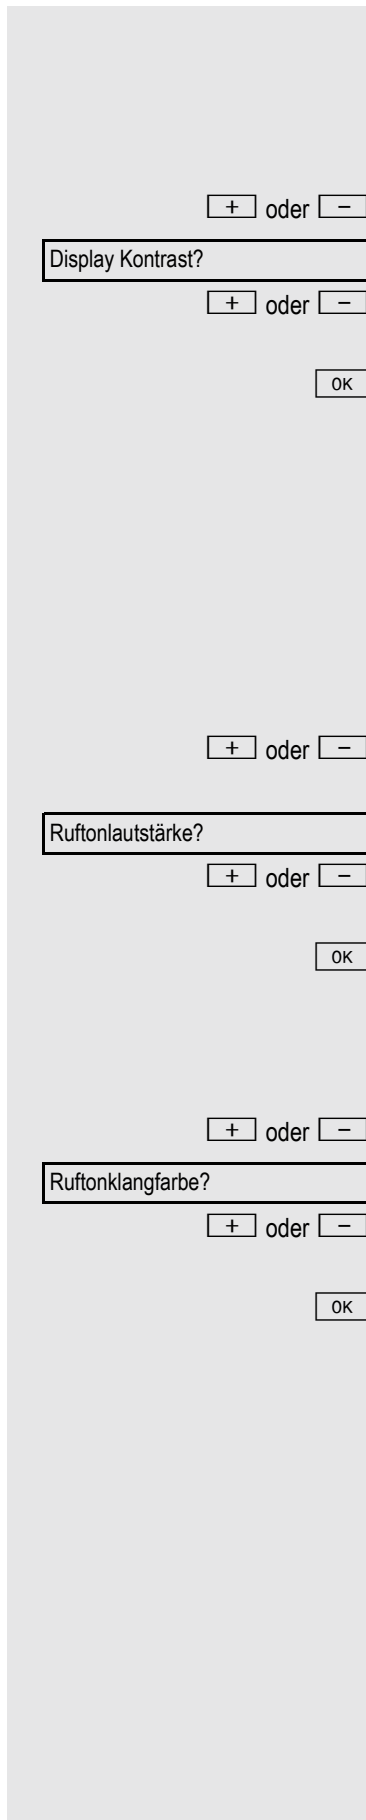 + oder −
Display Kontrast?
+ oder −
OK
+ oder −
Ruftonlautstärke?
+ oder −
OK
+ oder −
Ruftonklangfarbe?
+ oder −
OK